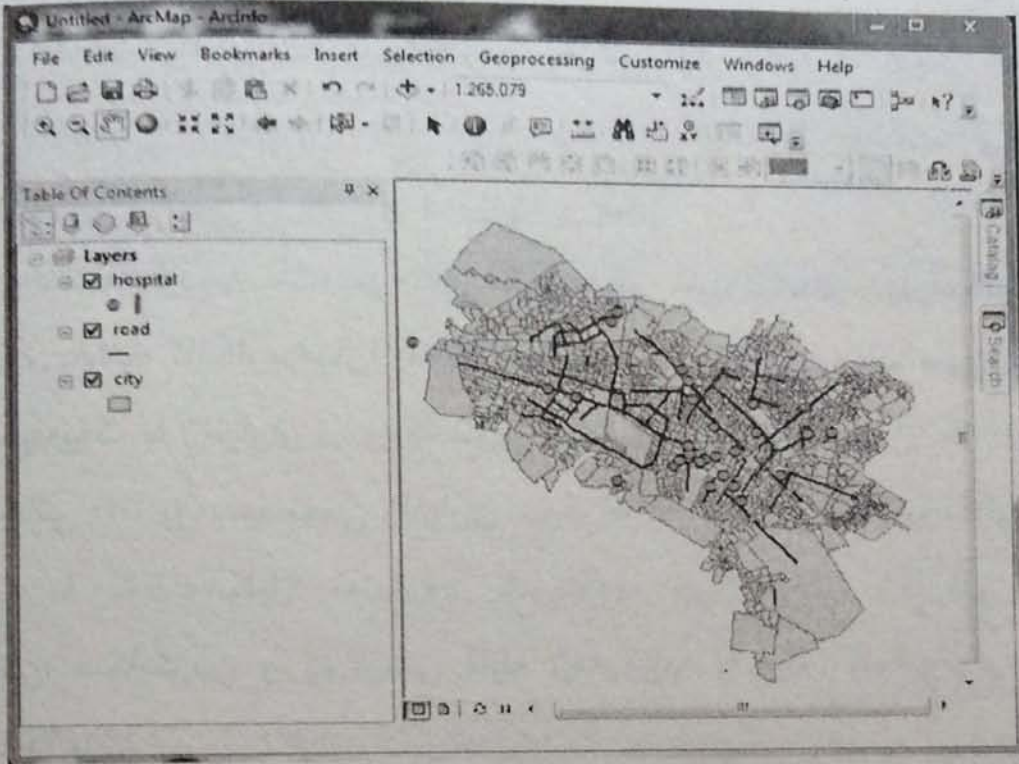 Untitled - ArcMap - ArcInfo
File Edit View Bookmarks Insert Selection Geoprocessing Customize Windows Help
1:265,079
Table Of Contents
Layers
hospital
road
city
Catalog
Search